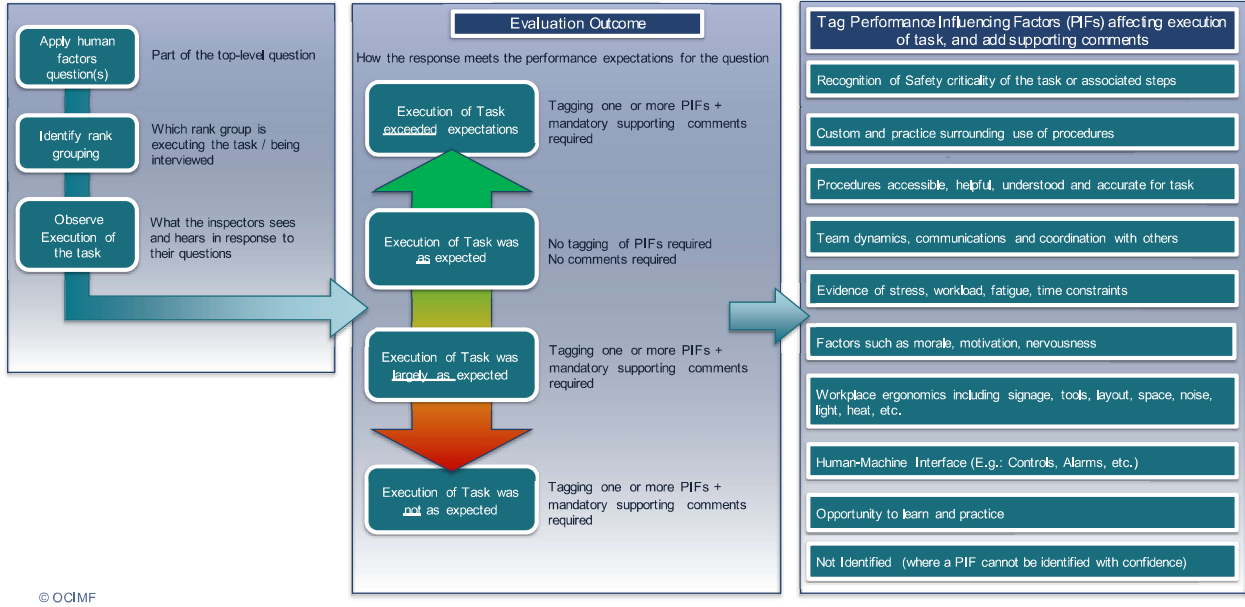 Apply human
factors
question(s)
Part of the top-level question
Identify rank
grouping
Which rank group is
executing the task / being
interviewed
Observe
Execution of
the task
What the inspectors sees
and hears in response to
their questions
Evaluation Outcome
How the response meets the performance expectations for the question
Execution of Task
exceeded expectations
Tagging one or more PIFs +
mandatory supporting comments
required
Execution of Task was
as expected
No tagging of PIFs required
No comments required
Execution of Task was
largely as expected
Tagging one or more PIFs +
mandatory supporting comments
required
Execution of Task was
not as expected
Tagging one or more PIFs +
mandatory supporting comments
required
Tag Performance Influencing Factors (PIFs) affecting execution
of task, and add supporting comments
Recognition of Safety criticality of the task or associated steps
Custom and practice surrounding use of procedures
Procedures accessible, helpful, understood and accurate for task
Team dynamics, communications and coordination with others
Evidence of stress, workload, fatigue, time constraints
Factors such as morale, motivation, nervousness
Workplace ergonomics including signage, tools, layout, space, noise,
light, heat, etc.
Human-Machine Interface (E.g.: Controls, Alarms, etc.)
Opportunity to learn and practice
Not Identified (where a PIF cannot be identified with confidence)
© OCIMF